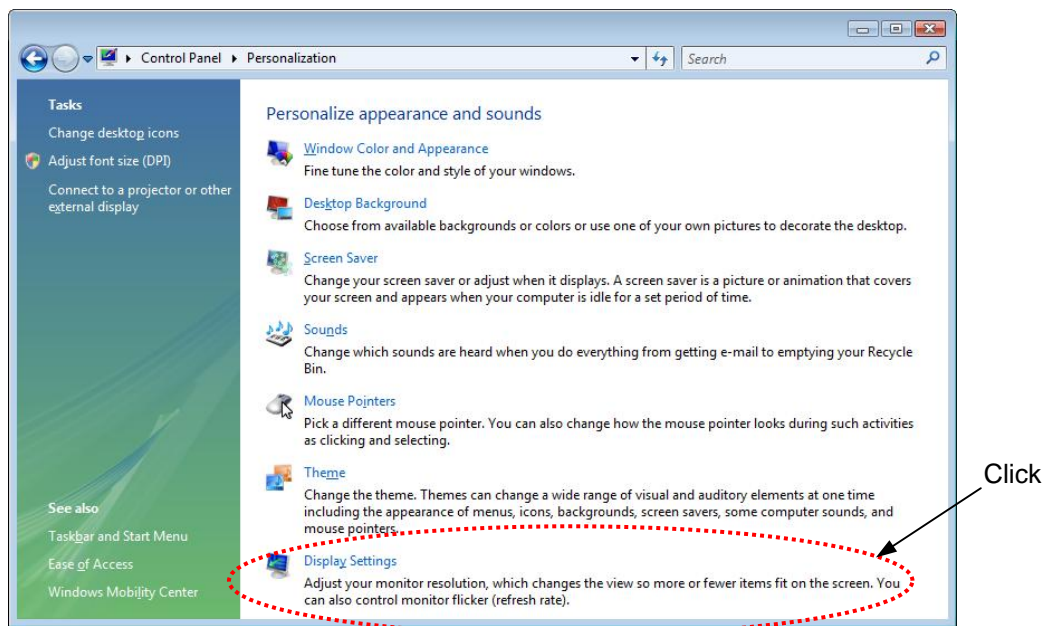 Control Panel
Personalization
Search
Tasks
Change desktop icons
Adjust font size (DPI)
Connect to a projector or other
external display
See also
Taskbar and Start Menu
Ease of Access
Windows Mobility Center
Personalize appearance and sounds
Window Color and Appearance
Fine tune the color and style of your windows.
Desktop Background
Choose from available backgrounds or colors or use one of your own pictures to decorate the desktop.
Screen Saver
Change your screen saver or adjust when it displays. A screen saver is a picture or animation that covers
your screen and appears when your computer is idle for a set period of time.
Sounds
Change which sounds are heard when you do everything from getting e-mail to emptying your Recycle
Bin.
Mouse Pointers
Pick a different mouse pointer. You can also change how the mouse pointer looks during such activities
as clicking and selecting.
Theme
Change the theme. Themes can change a wide range of visual and auditory elements at one time
including the appearance of menus, icons, backgrounds, screen savers, some computer sounds, and
mouse pointers.
Display Settings
Adjust your monitor resolution, which changes the view so more or fewer items fit on the screen. You
can also control monitor flicker (refresh rate).
Click